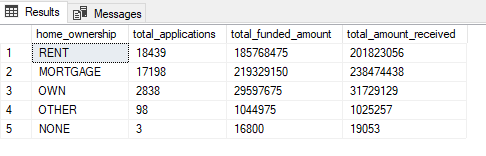 Results Messages
home_ownership total_applications total_funded_amount total_amount_received
1 RENT 18439 185768475 201823056
2 MORTGAGE 17198 219329150 238474438
3 OWN 2838 29597675 31729129
4 OTHER 98 1044975 1025257
5 NONE 3 16800 19053